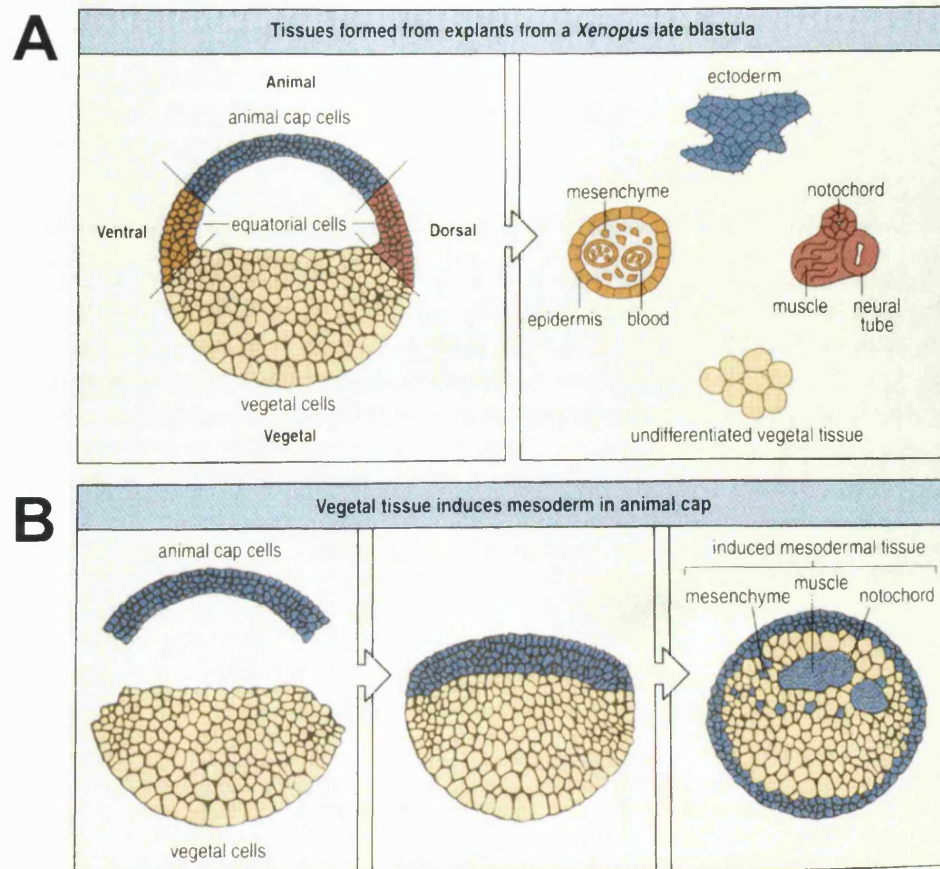 A
Tissues formed from explants from a Xenopus late blastula
Animal
animal cap cells
Ventral
equatorial cells
Dorsal
vegetal cells
Vegetal
ectoderm
mesenchyme
notochord
epidermis
blood
muscle
neural
tube
undifferentiated vegetal tissue
B
Vegetal tissue induces mesoderm in animal cap
animal cap cells
vegetal cells
induced mesodermal tissue
muscle
mesenchyme
notochord